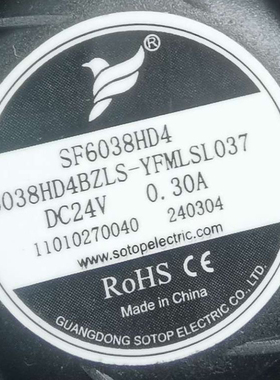 ®
SF6038HD4
6038HD4BZLS-YFMLSL037
DC24V 0.30A
11010270040 240304
www.sotopelectric.com
RoHS CE
Made in China
GUANGDONG SOTOP ELECTRIC CO., LTD.